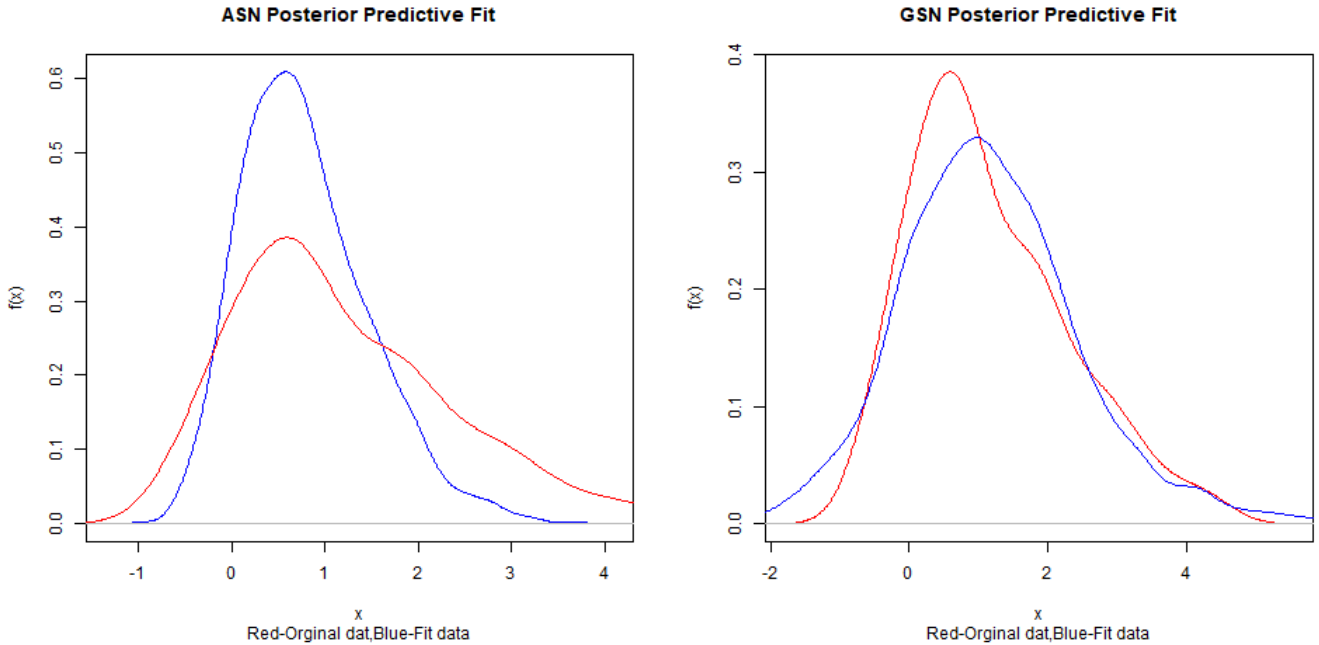 ASN Posterior Predictive Fit
f(x)
0.0 0.1 0.2 0.3 0.4 0.5 0.6
-1 0 1 2 3 4
x
Red-Orginal dat,Blue-Fit data
GSN Posterior Predictive Fit
f(x)
0.0 0.1 0.2 0.3 0.4
-2 0 2 4
x
Red-Orginal dat,Blue-Fit data